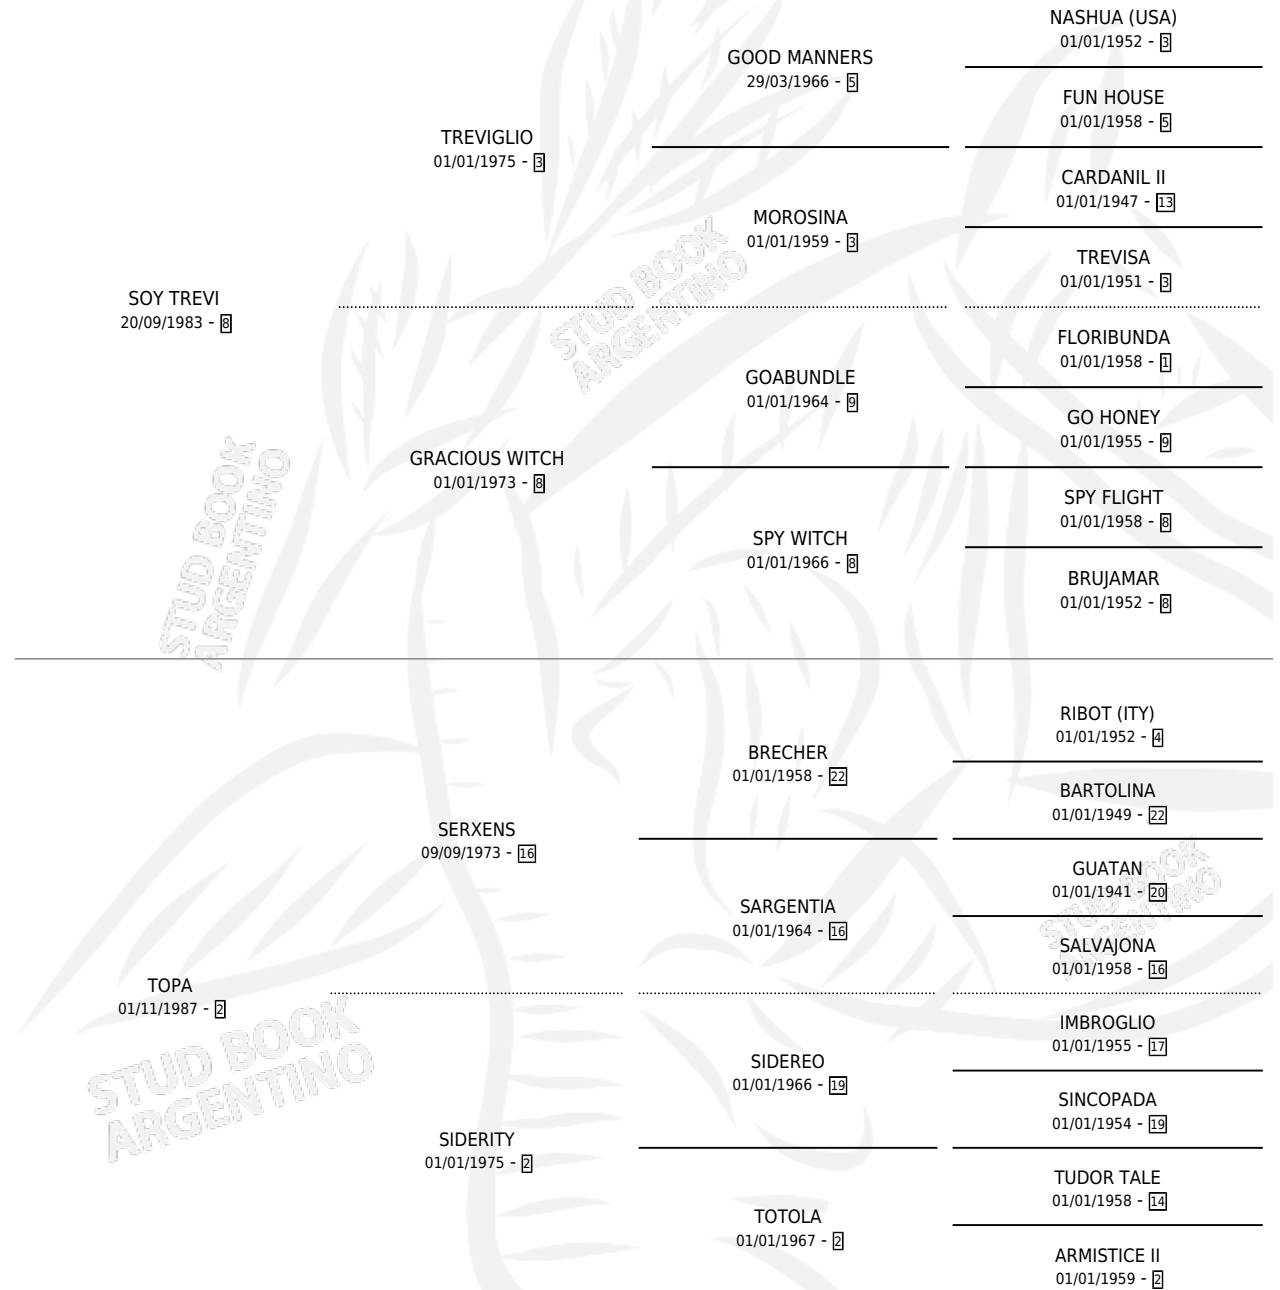 NASHUA (USA)
01/01/1952 - 3
GOOD MANNERS
29/03/1966 - 5
FUN HOUSE
01/01/1958 - 5
TREVIGLIO
01/01/1975 - 3
CARDANIL II
01/01/1947 - 13
MOROSINA
01/01/1959 - 3
TREVISA
01/01/1951 - 3
SOY TREVI
20/09/1983 - 8
FLORIBUNDA
01/01/1958 - 1
GOABUNDLE
01/01/1964 - 9
GO HONEY
01/01/1955 - 9
GRACIOUS WITCH
01/01/1973 - 8
SPY FLIGHT
01/01/1958 - 8
SPY WITCH
01/01/1966 - 8
BRUJAMAR
01/01/1952 - 8
RIBOT (ITY)
01/01/1952 - 4
BRECHER
01/01/1958 - 22
BARTOLINA
01/01/1949 - 22
SERXENS
09/09/1973 - 16
GUATAN
01/01/1941 - 20
SARGENTIA
01/01/1964 - 16
SALVAJONA
01/01/1958 - 16
TOPA
01/11/1987 - 2
IMBROGLIO
01/01/1955 - 17
SIDEREO
01/01/1966 - 19
SINCOPADA
01/01/1954 - 19
SIDERITY
01/01/1975 - 2
TUDOR TALE
01/01/1958 - 14
TOTOLA
01/01/1967 - 2
ARMISTICE II
01/01/1959 - 2
STUD BOOK
ARGENTINO
STUD BOOK
ARGENTINO
STUD BOOK
ARGENTINO
STUD BOOK
ARGENTINO